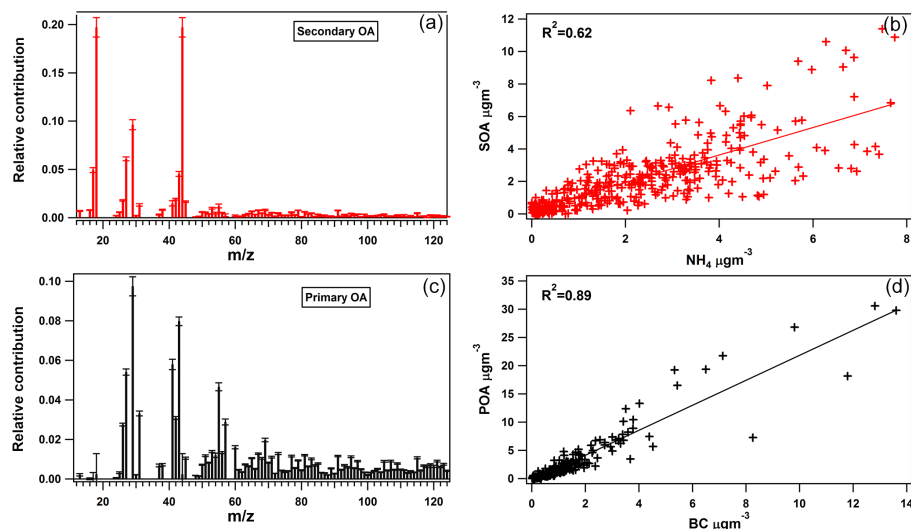 (a)
Secondary OA
Relative contribution
0.20
0.15
0.10
0.05
0.00
20 40 60 80 100 120
m/z
(b)
R²=0.62
SOA µgm⁻³
12
10
8
6
4
2
0
0 2 4 6 8
NH₄ µgm⁻³
(c)
Primary OA
Relative contribution
0.10
0.08
0.06
0.04
0.02
0.00
20 40 60 80 100 120
m/z
(d)
R²=0.89
POA µgm⁻³
35
30
25
20
15
10
5
0
0 2 4 6 8 10 12 14
BC µgm⁻³